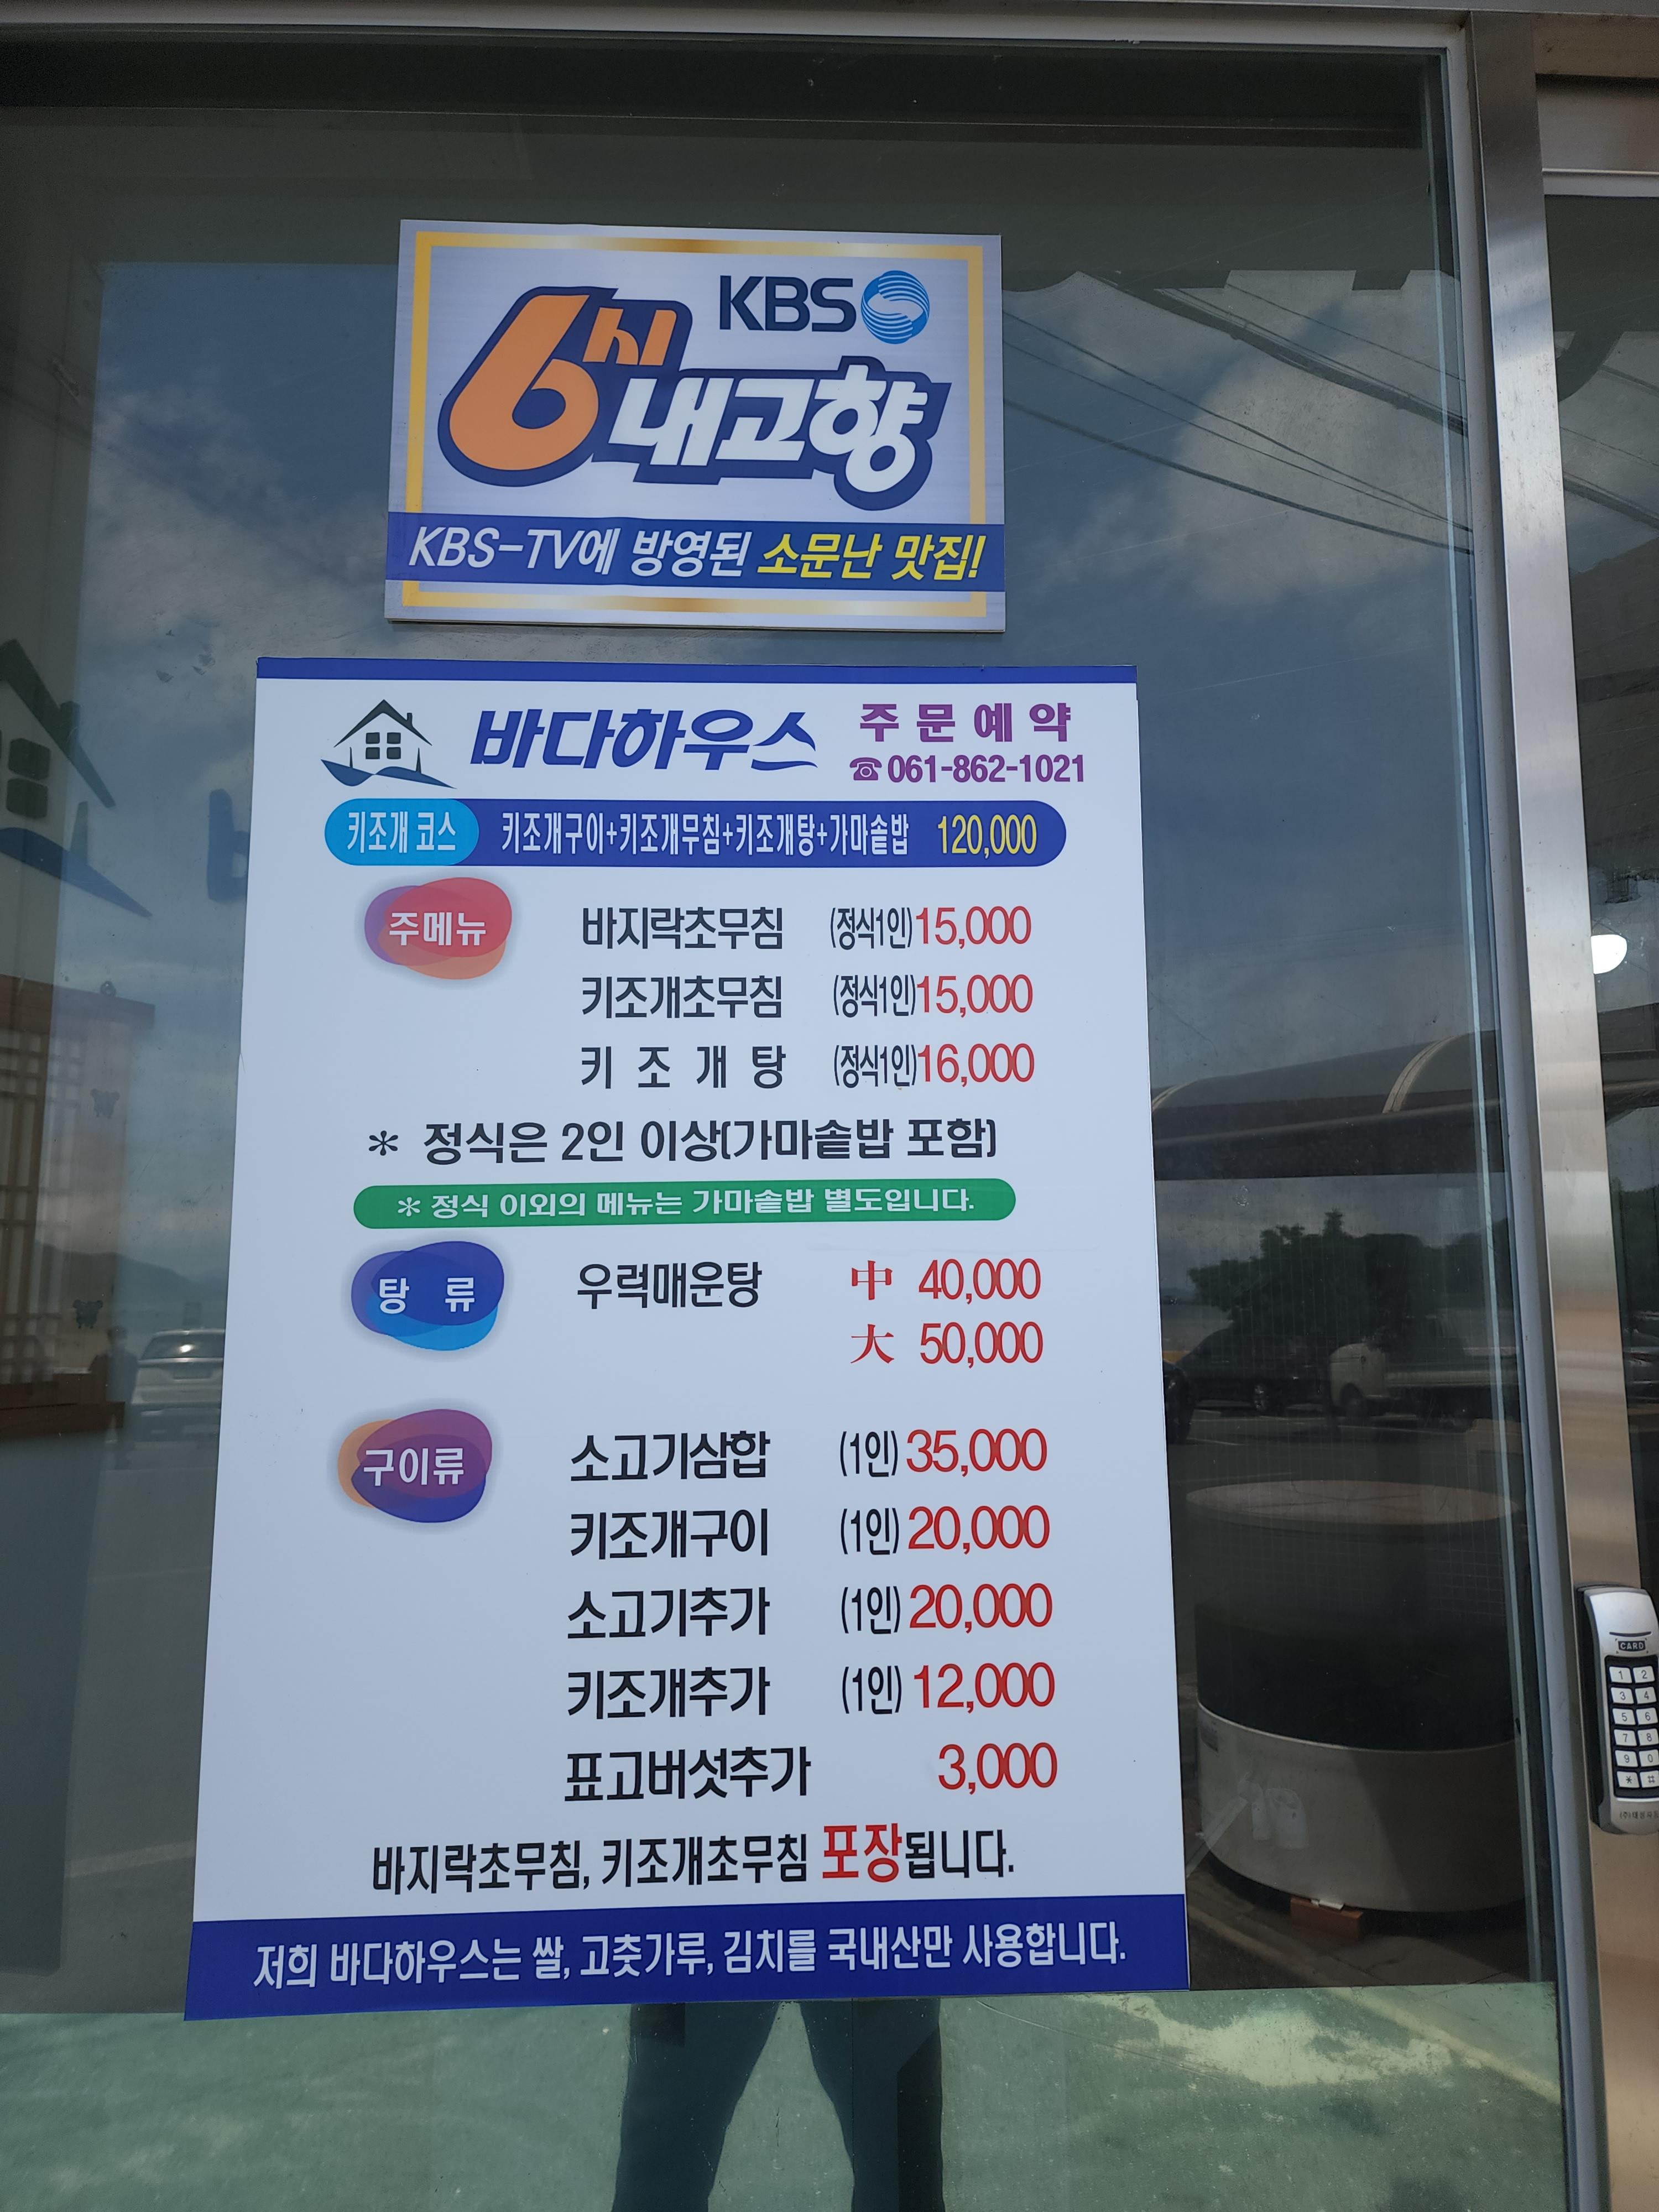 KBS
6시
내고향
KBS-TV에 방영된 소문난 맛집!
바다하우스
주문예약
☎061-862-1021
키조개 코스 키조개구이+키조개무침+키조개탕+가마솥밥 120,000
주메뉴 바지락초무침 (정식1인)15,000
키조개초무침 (정식1인)15,000
키 조 개 탕 (정식1인)16,000
* 정식은 2인 이상(가마솥밥 포함)
* 정식 이외의 메뉴는 가마솥밥 별도입니다.
탕 류 우럭매운탕 中 40,000
大 50,000
구이류 소고기삼합 (1인) 35,000
키조개구이 (1인) 20,000
소고기추가 (1인) 20,000
키조개추가 (1인) 12,000
표고버섯추가 3,000
바지락초무침, 키조개초무침 포장됩니다.
저희 바다하우스는 쌀, 고춧가루, 김치를 국내산만 사용합니다.
CARD
1 2
3 4
5 6
7 8
9 0
* #